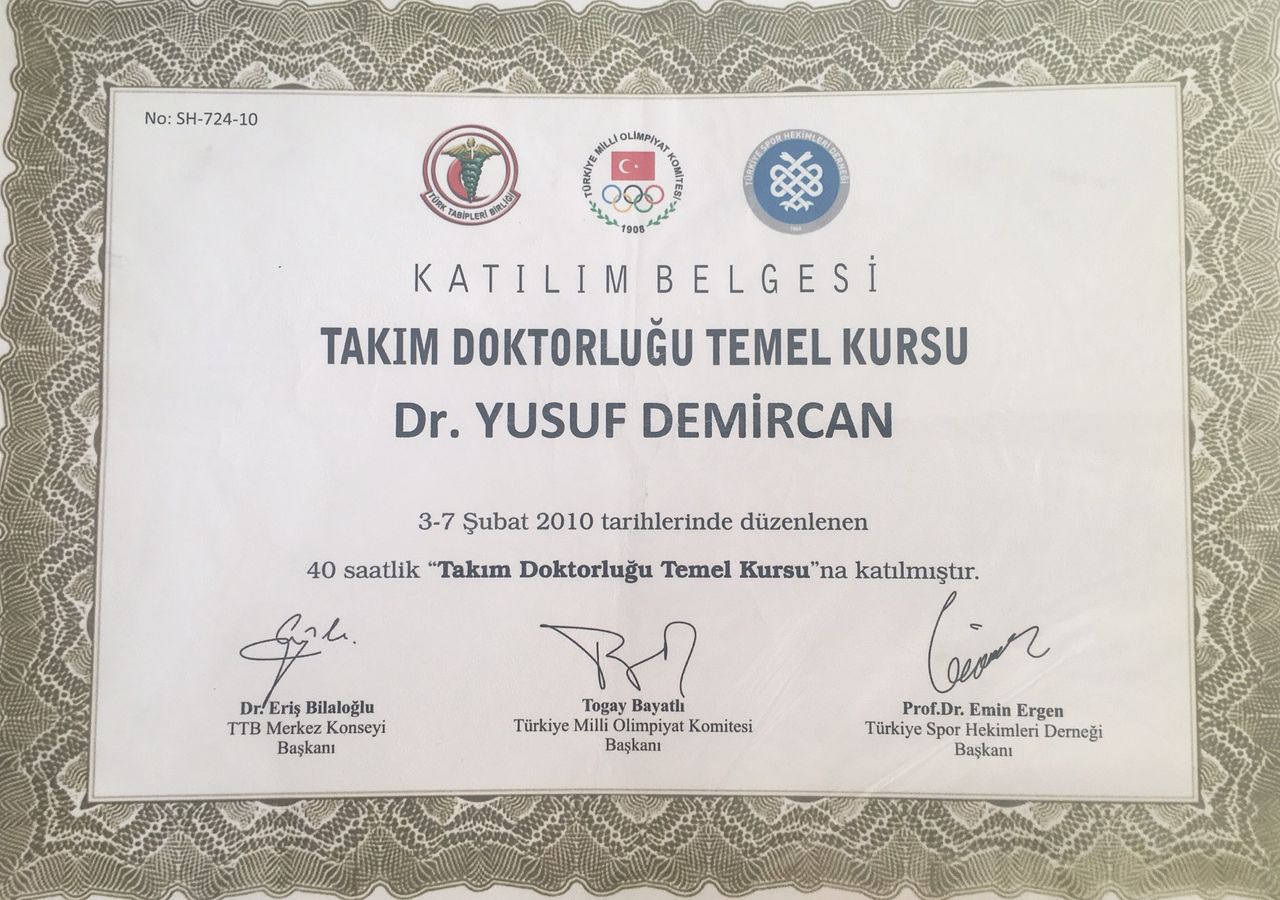 No: SH-724-10
TÜRK TABİPLERİ BİRLİĞİ
TÜRKİYE MİLLİ OLİMPİYAT KOMİTESİ
1908
TÜRKİYE SPOR HEKİMLERİ DERNEĞİ
KATILIM BELGESİ
TAKIM DOKTORLUĞU TEMEL KURSU
Dr. YUSUF DEMİRCAN
3-7 Şubat 2010 tarihlerinde düzenlenen
40 saatlik “Takım Doktorluğu Temel Kursu”na katılmıştır.
Dr. Eriş Bilaloğlu
TTB Merkez Konseyi
Başkanı
Togay Bayatlı
Türkiye Milli Olimpiyat Komitesi
Başkanı
Prof.Dr. Emin Ergen
Türkiye Spor Hekimleri Derneği
Başkanı